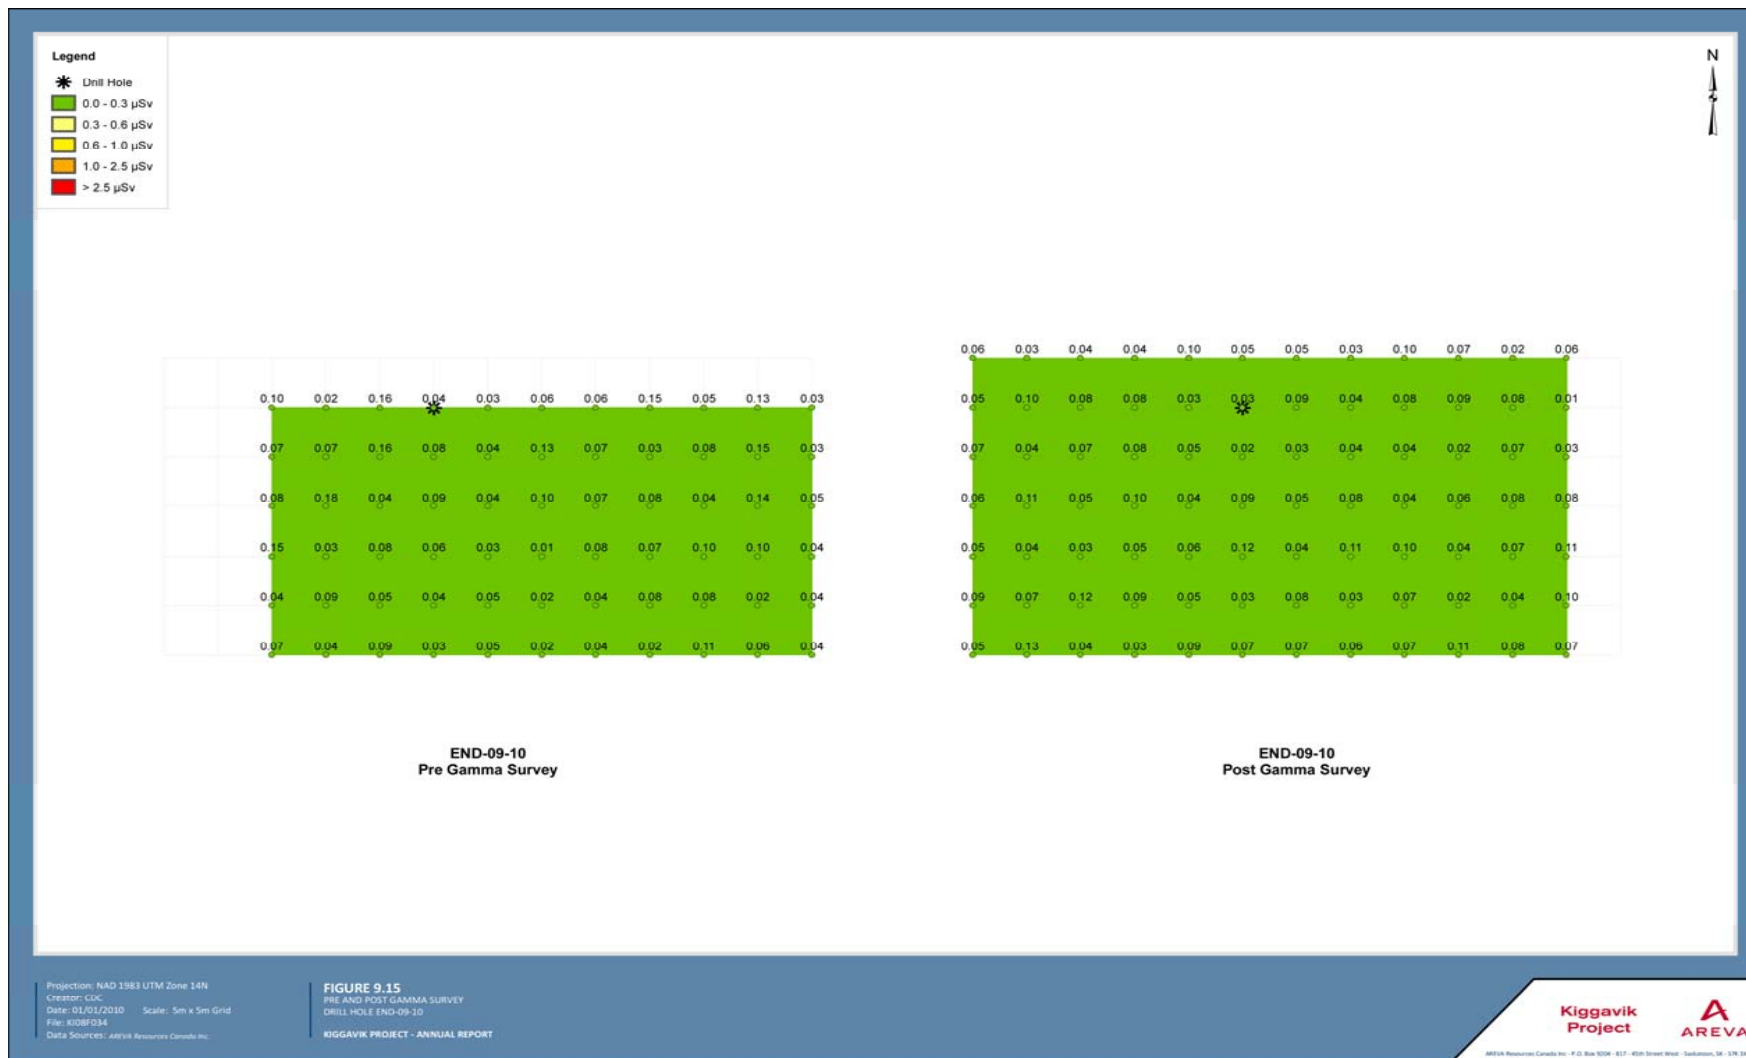 Legend
Drill Hole
0.0 - 0.3 µSv
0.3 - 0.6 µSv
0.6 - 1.0 µSv
1.0 - 2.5 µSv
> 2.5 µSv
N
0.10 0.02 0.16 0.04 0.03 0.06 0.06 0.15 0.05 0.13 0.03
0.07 0.07 0.16 0.08 0.04 0.13 0.07 0.03 0.08 0.15 0.03
0.08 0.18 0.04 0.09 0.04 0.10 0.07 0.08 0.04 0.14 0.05
0.15 0.03 0.08 0.06 0.03 0.01 0.08 0.07 0.10 0.10 0.04
0.04 0.09 0.05 0.04 0.05 0.02 0.04 0.08 0.08 0.02 0.04
0.07 0.04 0.09 0.03 0.05 0.02 0.04 0.02 0.11 0.06 0.04
END-09-10
Pre Gamma Survey
0.06 0.03 0.04 0.04 0.10 0.05 0.05 0.03 0.10 0.07 0.02 0.06
0.05 0.10 0.08 0.08 0.03 0.03 0.09 0.04 0.08 0.09 0.08 0.01
0.07 0.04 0.07 0.08 0.05 0.02 0.03 0.04 0.04 0.02 0.07 0.03
0.06 0.11 0.05 0.10 0.04 0.09 0.05 0.08 0.04 0.06 0.08 0.08
0.05 0.04 0.03 0.05 0.06 0.12 0.04 0.11 0.10 0.04 0.07 0.11
0.09 0.07 0.12 0.09 0.05 0.03 0.08 0.03 0.07 0.02 0.04 0.10
0.05 0.13 0.04 0.03 0.09 0.07 0.07 0.06 0.07 0.11 0.08 0.07
END-09-10
Post Gamma Survey
Projection: NAD 1983 UTM Zone 14N
Creator: CDC
Date: 01/01/2010 Scale: 5m x 5m Grid
File: KI08F034
Data Sources: AREVA Resources Canada Inc.
FIGURE 9.15
PRE AND POST GAMMA SURVEY
DRILL HOLE END-09-10
KIGGAVIK PROJECT - ANNUAL REPORT
Kiggavik
Project
AREVA
AREVA Resources Canada Inc - P.O. Box 9204 - 817 - 45th Street West - Saskatoon, SK - S7K